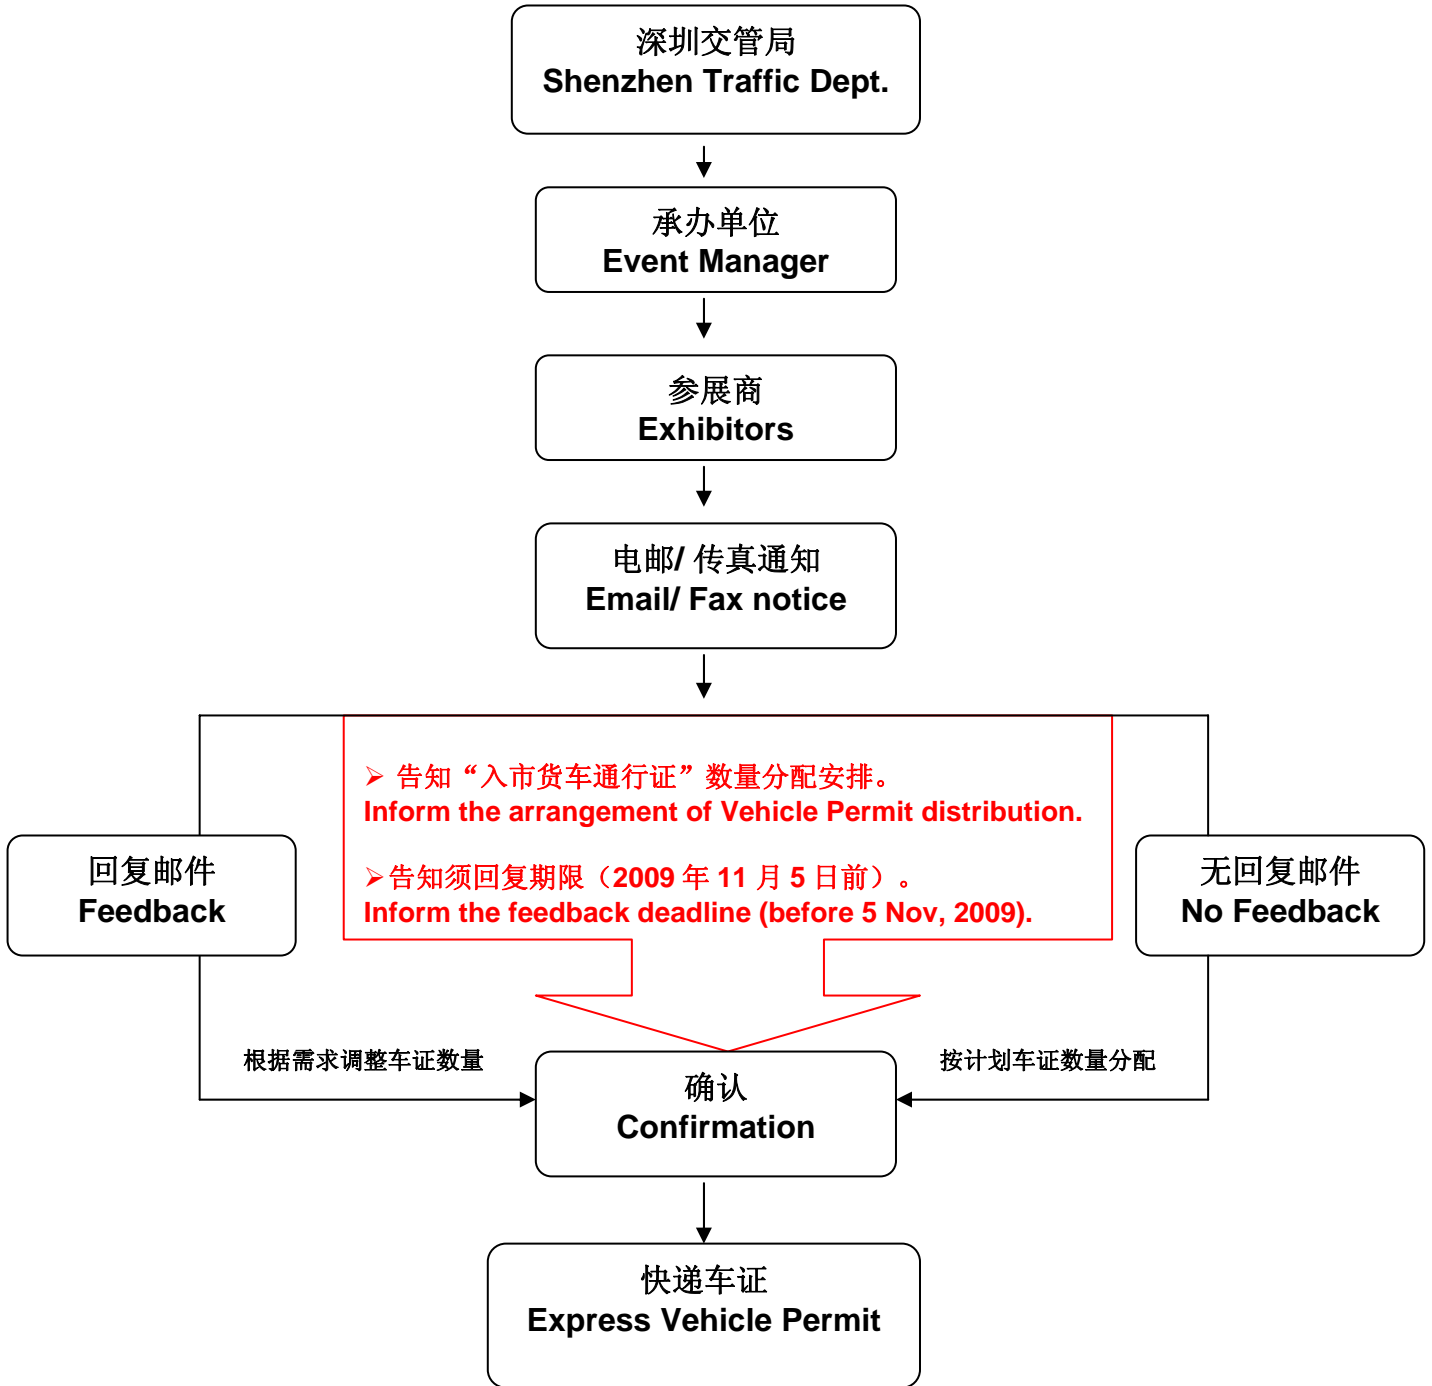 深圳交管局
Shenzhen Traffic Dept.
承办单位
Event Manager
参展商
Exhibitors
电邮/ 传真通知
Email/ Fax notice
➢ 告知“入市货车通行证”数量分配安排。
Inform the arrangement of Vehicle Permit distribution.
➢告知须回复期限（2009 年 11 月 5 日前）。
Inform the feedback deadline (before 5 Nov, 2009).
回复邮件
Feedback
无回复邮件
No Feedback
根据需求调整车证数量
按计划车证数量分配
确认
Confirmation
快递车证
Express Vehicle Permit